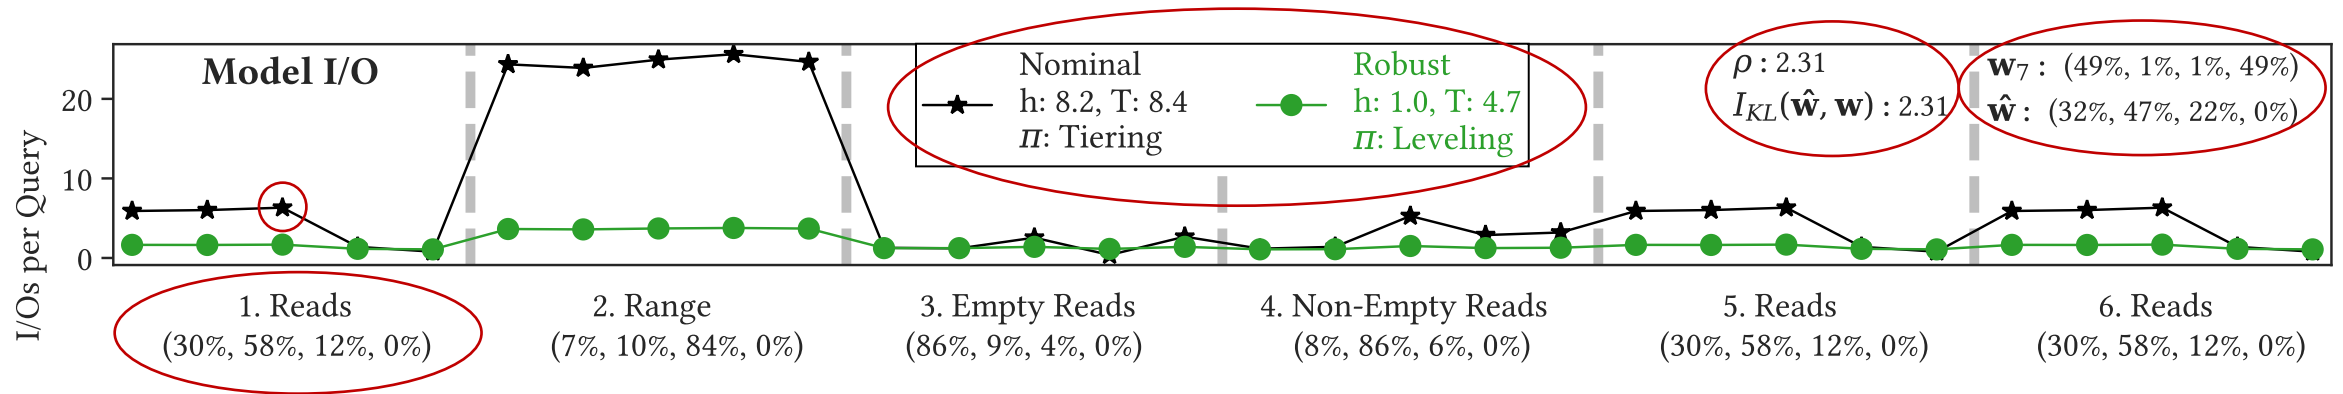 Model I/O
I/Os per Query
20
10
0
Nominal
h: 8.2, T: 8.4
π: Tiering
Robust
h: 1.0, T: 4.7
π: Leveling
ρ : 2.31
I_KL(ŵ, w) : 2.31
w₇ : (49%, 1%, 1%, 49%)
ŵ : (32%, 47%, 22%, 0%)
1. Reads
(30%, 58%, 12%, 0%)
2. Range
(7%, 10%, 84%, 0%)
3. Empty Reads
(86%, 9%, 4%, 0%)
4. Non-Empty Reads
(8%, 86%, 6%, 0%)
5. Reads
(30%, 58%, 12%, 0%)
6. Reads
(30%, 58%, 12%, 0%)